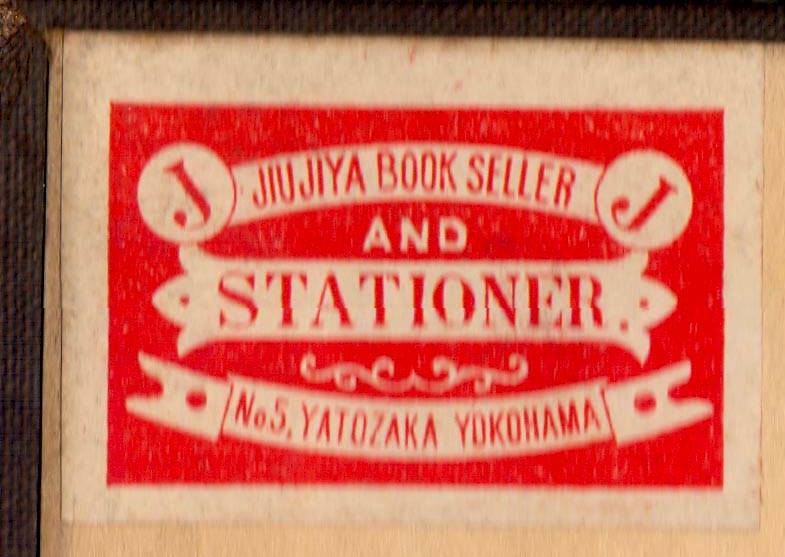 J JIUJIYA BOOK SELLER J
AND
STATIONER.
No5, YATOZAKA YOKOHAMA